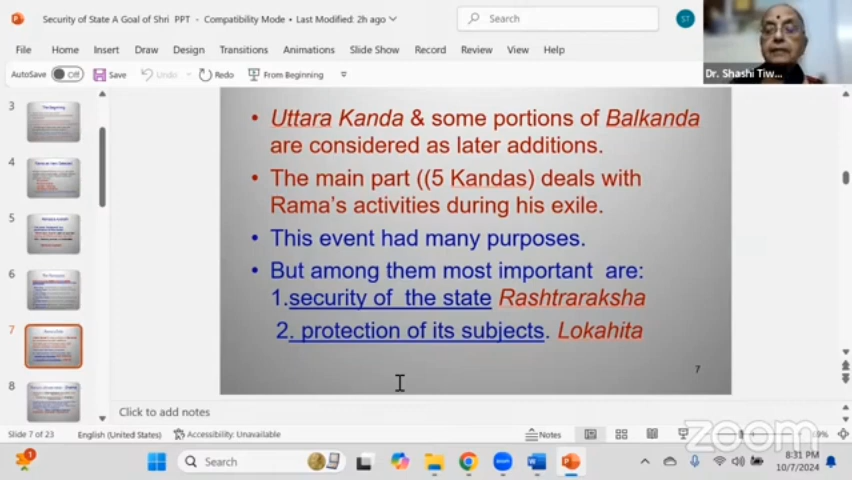 Security of State A Goal of Shri PPT - Compatibility Mode • Last Modified: 2h ago
Search
ST
File Home Insert Draw Design Transitions Animations Slide Show Record Review View Help
AutoSave Off Save Undo Redo From Beginning
Dr. Shashi Tiw...
3
4
5
6
7
8
• Uttara Kanda & some portions of Balkanda
are considered as later additions.
• The main part ((5 Kandas) deals with
Rama's activities during his exile.
• This event had many purposes.
• But among them most important are:
1.security of the state Rashtraraksha
2. protection of its subjects. Lokahita
7
Click to add notes
Slide 7 of 23 English (United States) Accessibility: Unavailable Notes
zoom
Search
8:31 PM
10/7/2024